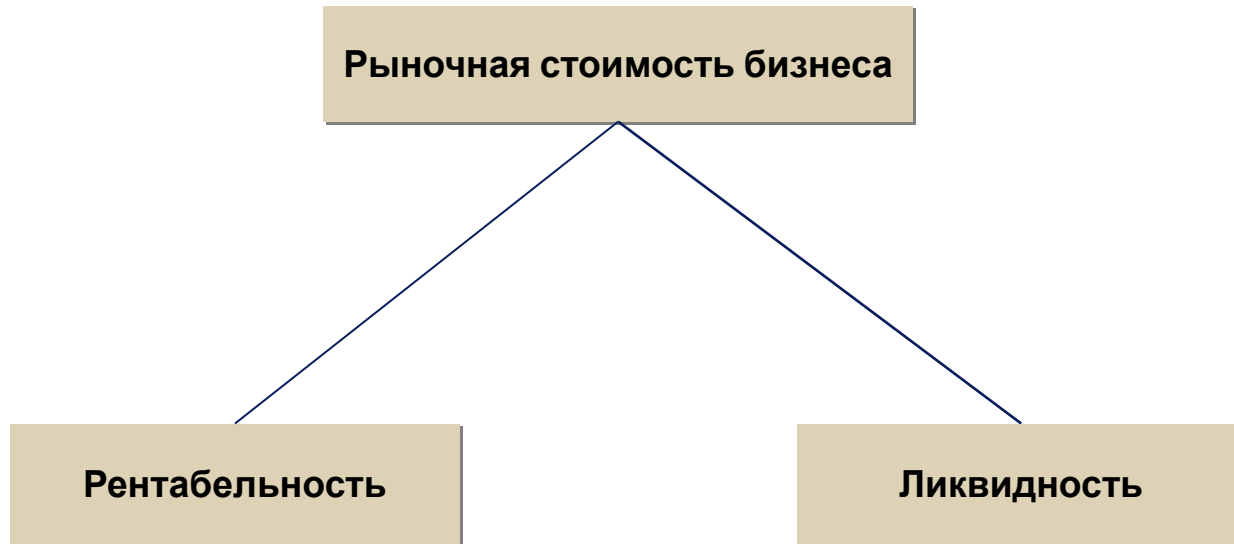 Рыночная стоимость бизнеса
Рентабельность
Ликвидность